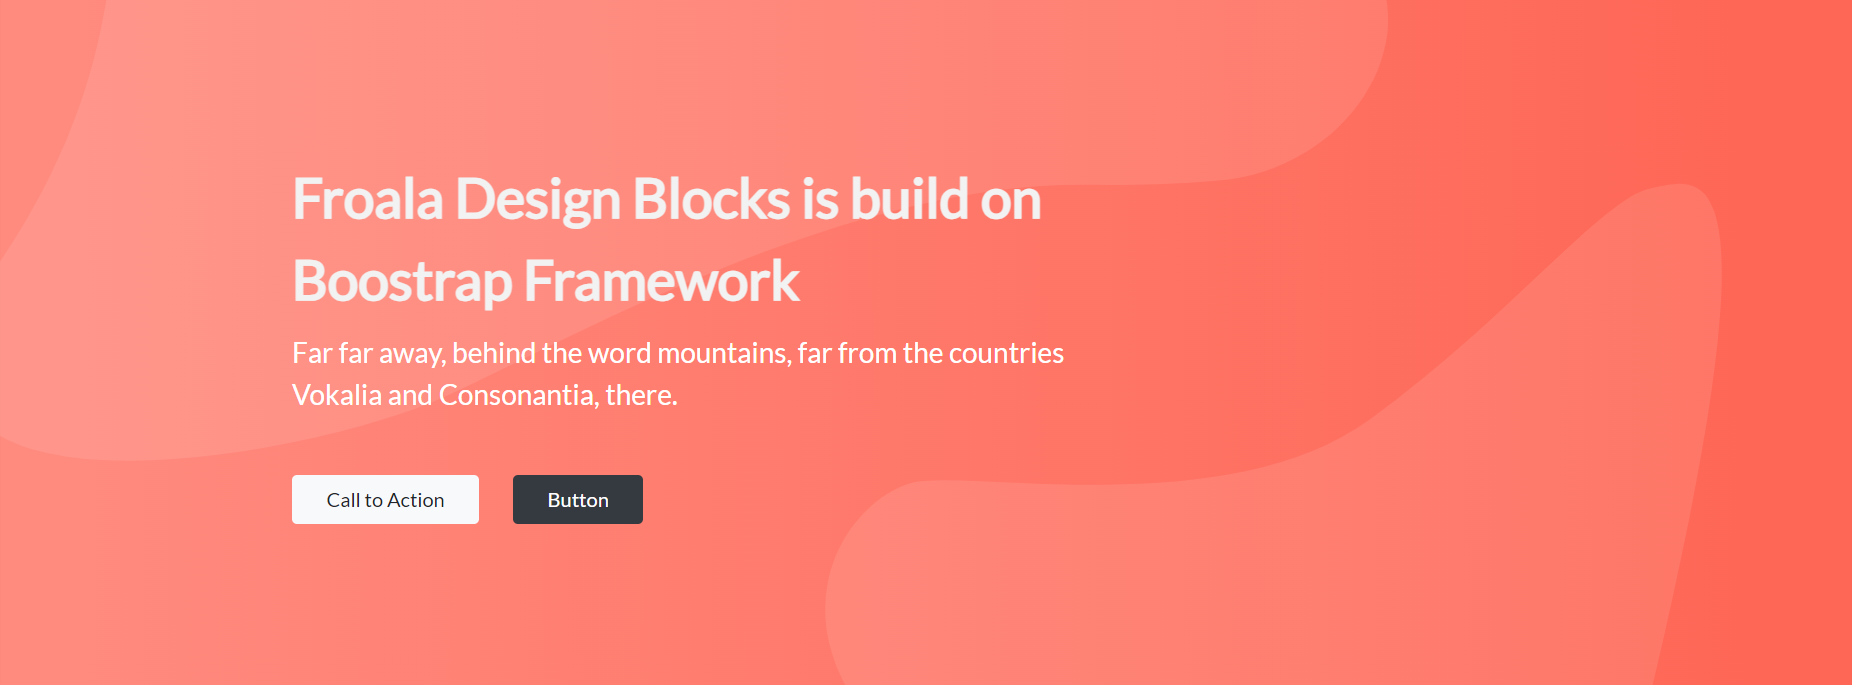 Froala Design Blocks is build on
Boostrap Framework
Far far away, behind the word mountains, far from the countries
Vokalia and Consonantia, there.
Call to Action
Button